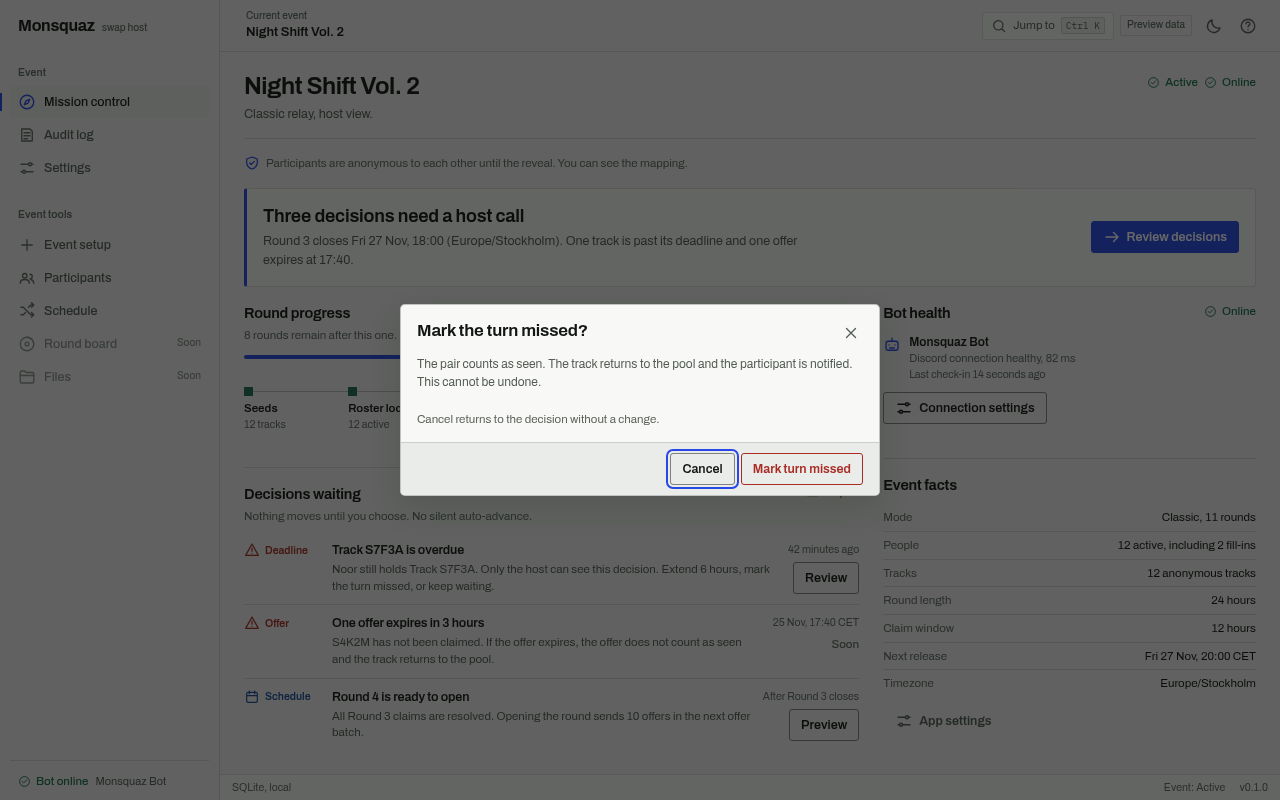 Monsquaz swap host
Event
Mission control
Audit log
Settings
Event tools
Event setup
Participants
Schedule
Round board Soon
Files Soon
Bot online Monsquaz Bot
Current event
Night Shift Vol. 2
Jump to Ctrl K
Preview data
Night Shift Vol. 2
Active Online
Classic relay, host view.
Participants are anonymous to each other until the reveal. You can see the mapping.
Three decisions need a host call
Round 3 closes Fri 27 Nov, 18:00 (Europe/Stockholm). One track is past its deadline and one offer
expires at 17:40.
Review decisions
Round progress
8 rounds remain after this one.
Seeds
12 tracks
Roster loc
12 active
Mark the turn missed?
The pair counts as seen. The track returns to the pool and the participant is notified.
This cannot be undone.
Cancel returns to the decision without a change.
Cancel
Mark turn missed
Decisions waiting
Nothing moves until you choose. No silent auto-advance.
Deadline
Track S7F3A is overdue
42 minutes ago
Noor still holds Track S7F3A. Only the host can see this decision. Extend 6 hours, mark
the turn missed, or keep waiting.
Review
Offer
One offer expires in 3 hours
25 Nov, 17:40 CET
S4K2M has not been claimed. If the offer expires, the offer does not count as seen
and the track returns to the pool.
Soon
Schedule
Round 4 is ready to open
After Round 3 closes
All Round 3 claims are resolved. Opening the round sends 10 offers in the next offer
batch.
Preview
Bot health
Online
Monsquaz Bot
Discord connection healthy, 82 ms
Last check-in 14 seconds ago
Connection settings
Event facts
Mode Classic, 11 rounds
People 12 active, including 2 fill-ins
Tracks 12 anonymous tracks
Round length 24 hours
Claim window 12 hours
Next release Fri 27 Nov, 20:00 CET
Timezone Europe/Stockholm
App settings
SQLite, local
Event: Active v0.1.0